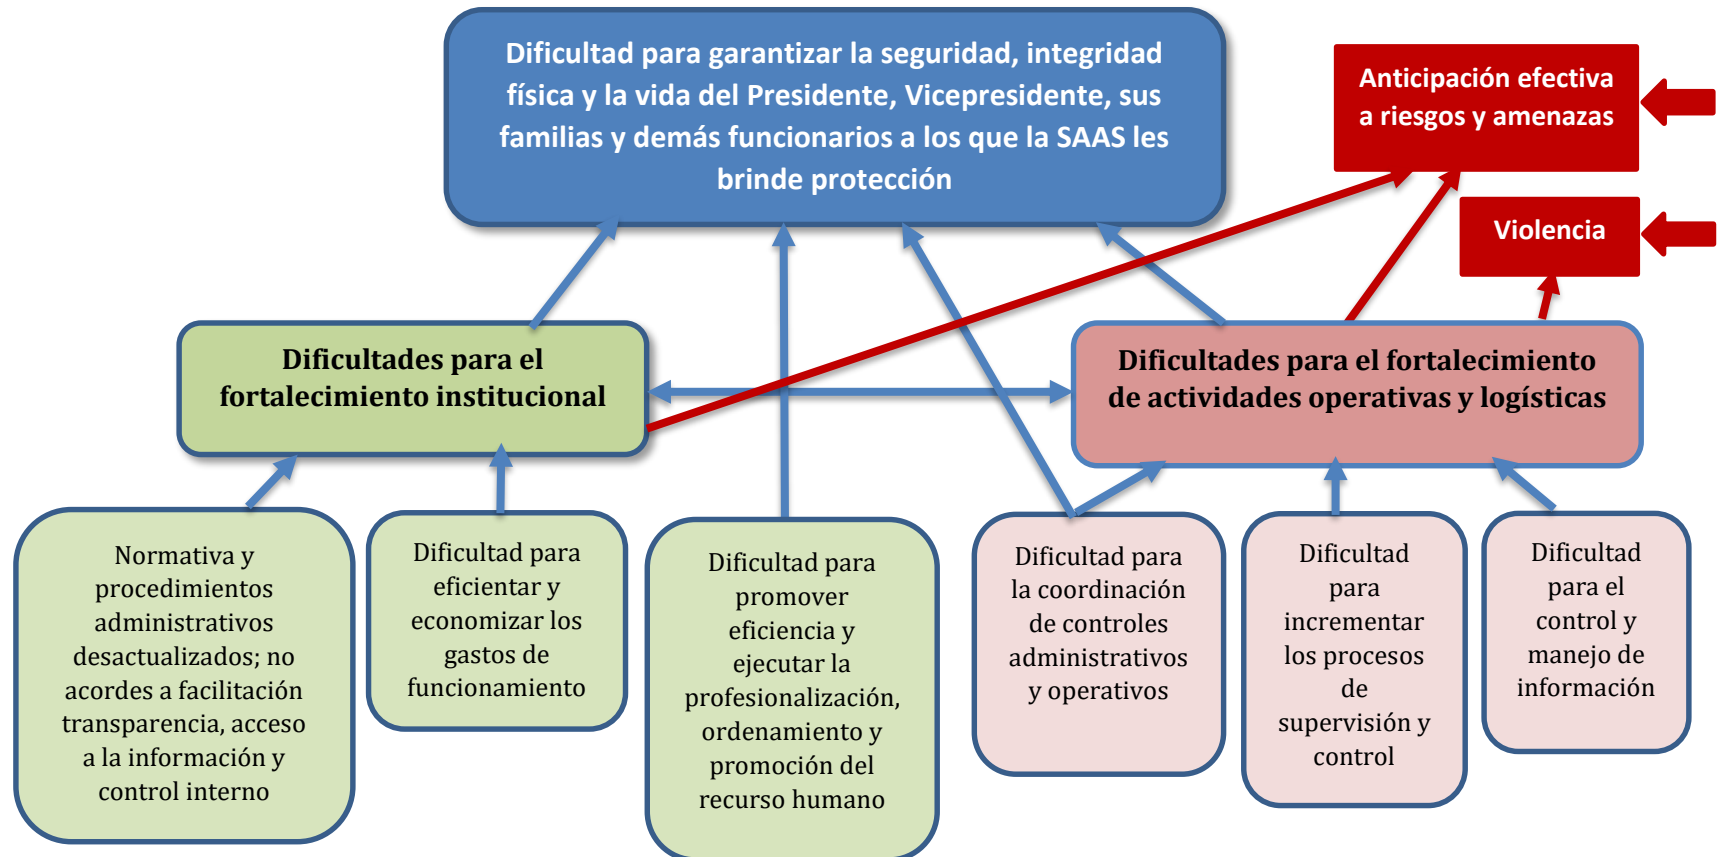 Dificultad para garantizar la seguridad, integridad
física y la vida del Presidente, Vicepresidente, sus
familias y demás funcionarios a los que la SAAS les
brinde protección
Anticipación efectiva
a riesgos y amenazas
Violencia
Dificultades para el
fortalecimiento institucional
Dificultades para el fortalecimiento
de actividades operativas y logísticas
Normativa y
procedimientos
administrativos
desactualizados; no
acordes a facilitación
transparencia, acceso
a la información y
control interno
Dificultad para
eficientar y
economizar los
gastos de
funcionamiento
Dificultad para
promover
eficiencia y
ejecutar la
profesionalización,
ordenamiento y
promoción del
recurso humano
Dificultad para
la coordinación
de controles
administrativos
y operativos
Dificultad
para
incrementar
los procesos
de
supervisión y
control
Dificultad
para el
control y
manejo de
información